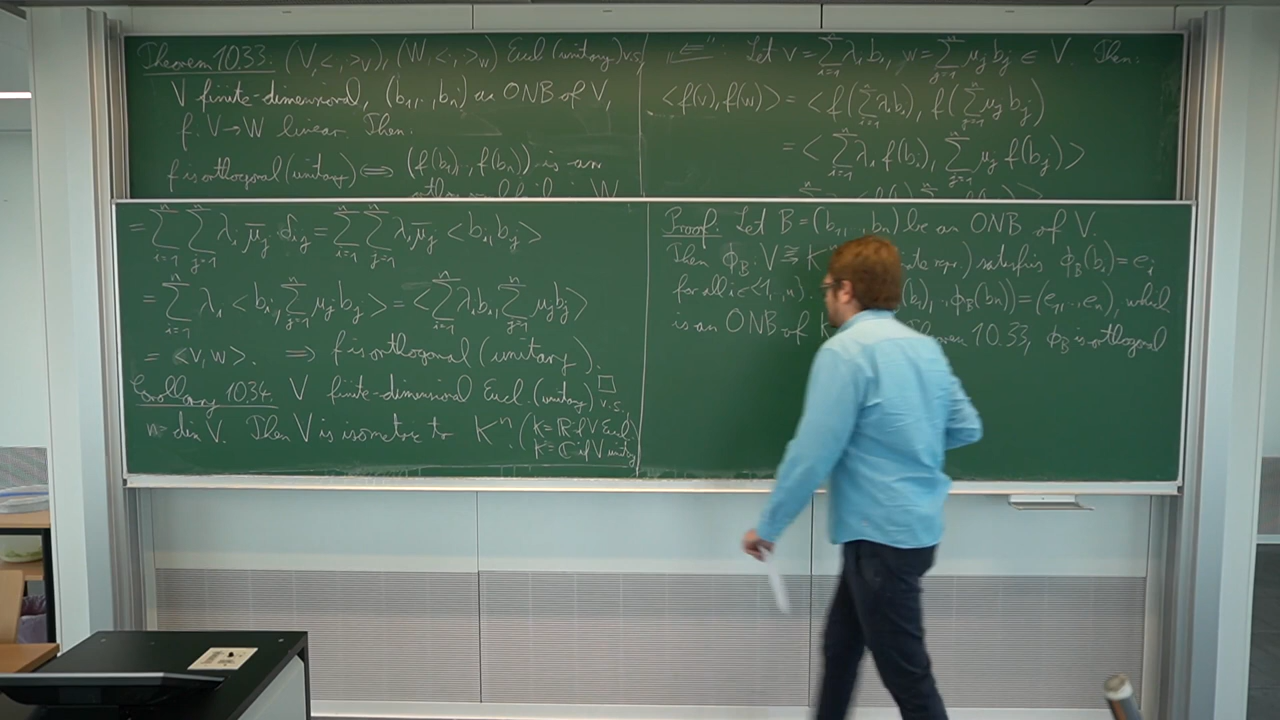 Theorem 10.33: (V,<,>_V), (W,<,>_W) Eucl (unitary) v.s.
V finite-dimensional, (b_1,..,b_n) an ONB of V,
f: V→W linear. Then:
f is orthogonal (unitary) ⟺ (f(b_1),..,f(b_n)) is an
"⇐": Let v = Σ_{i=1}^n λ_i b_i, w = Σ_{j=1}^n μ_j b_j ∈ V. Then:
<f(v), f(w)> = <f(Σ_{i=1}^n λ_i b_i), f(Σ_{j=1}^n μ_j b_j)
= <Σ_{i=1}^n λ_i f(b_i), Σ_{j=1}^n μ_j f(b_j)>
= Σ_{i=1}^n Σ_{j=1}^n λ_i μ̄_j δ_ij = Σ_{i=1}^n Σ_{j=1}^n λ_i μ̄_j <b_i, b_j>
= Σ_{i=1}^n λ_i <b_i, Σ_{j=1}^n μ_j b_j> = <Σ_{i=1}^n λ_i b_i, Σ_{j=1}^n μ_j b_j>
= <v,w>. ⟹ f is orthogonal (unitary). □
Corollary 10.34. V finite-dimensional Eucl. (unitary) v.s.
n = dim V. Then V is isometric to K^n. (K = ℝ if V Eucl
K = ℂ if V unitary)
Proof: Let B = (b_1, b_n) be an ONB of V.
Then ϕ_B: V ≅ K repr.) satisfies ϕ_B(b_i) = e_i
for all i∈{1,..,n}. (b_1),..,ϕ_B(b_n)) = (e_1,..,e_n), which
is an ONB of K 10.33, ϕ_B is orthogonal